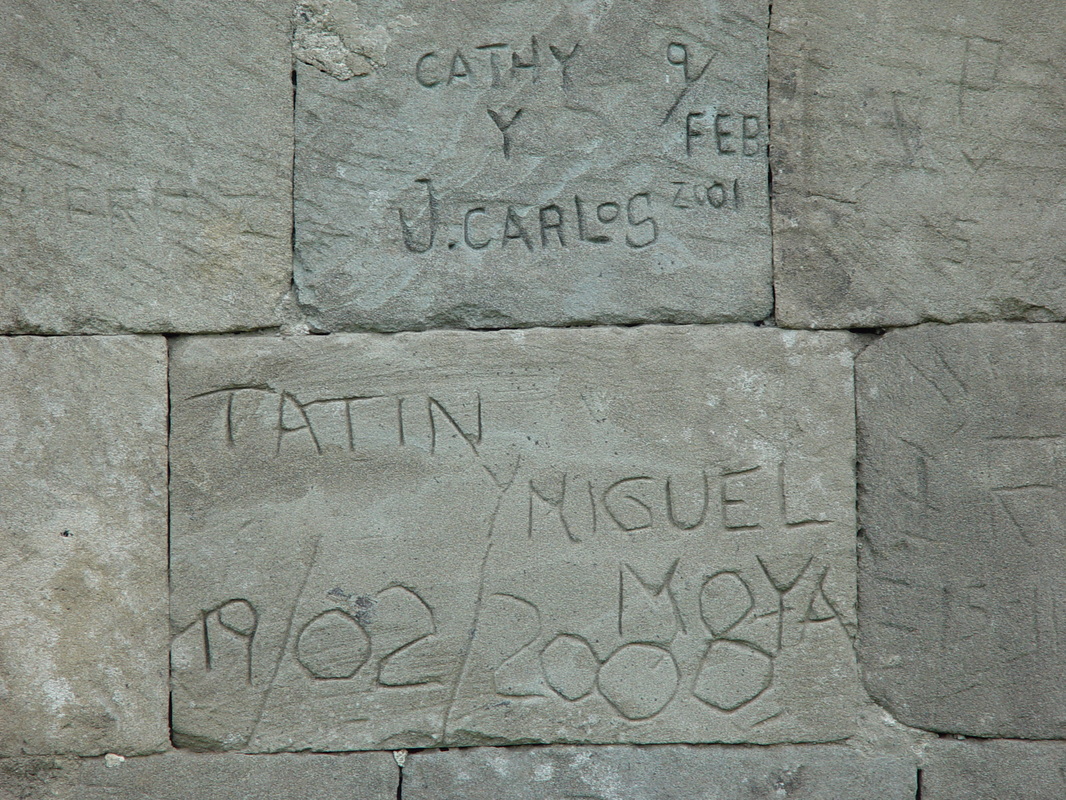 CATHY 9/
Y FEB
J. CARLOS 2001
TATIN
Y MIGUEL
MOYA
19/02/2008